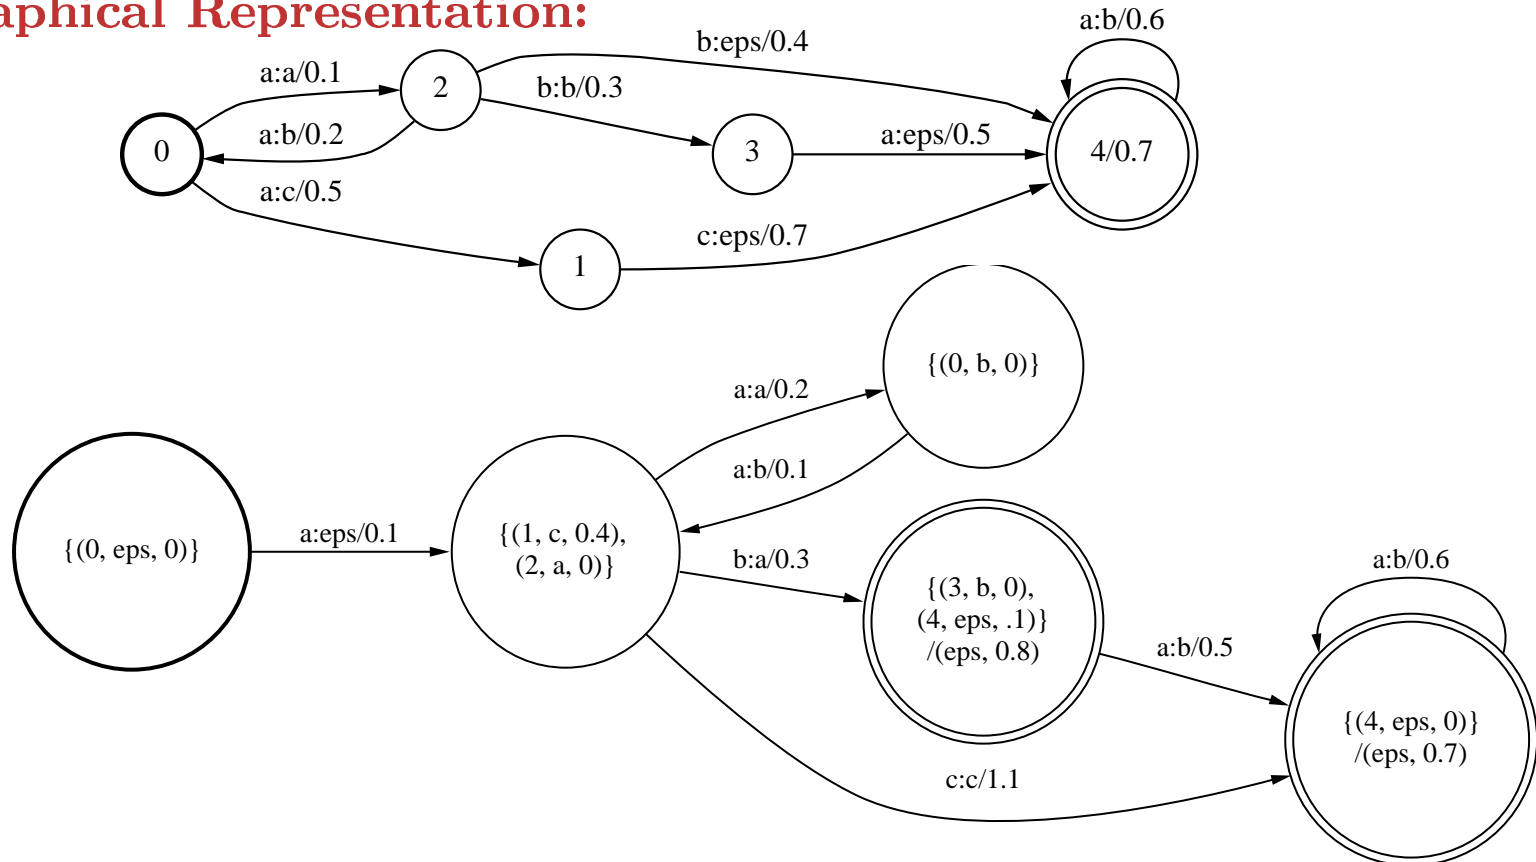 aphical Representation:
a:b/0.6
b:eps/0.4
a:a/0.1
2
b:b/0.3
a:b/0.2
a:eps/0.5
0
3
4/0.7
a:c/0.5
c:eps/0.7
1
{(0, b, 0)}
a:a/0.2
a:b/0.1
{(0, eps, 0)}
a:eps/0.1
{(1, c, 0.4),
(2, a, 0)}
b:a/0.3
{(3, b, 0),
(4, eps, .1)}
/(eps, 0.8)
a:b/0.5
a:b/0.6
{(4, eps, 0)}
/(eps, 0.7)
c:c/1.1